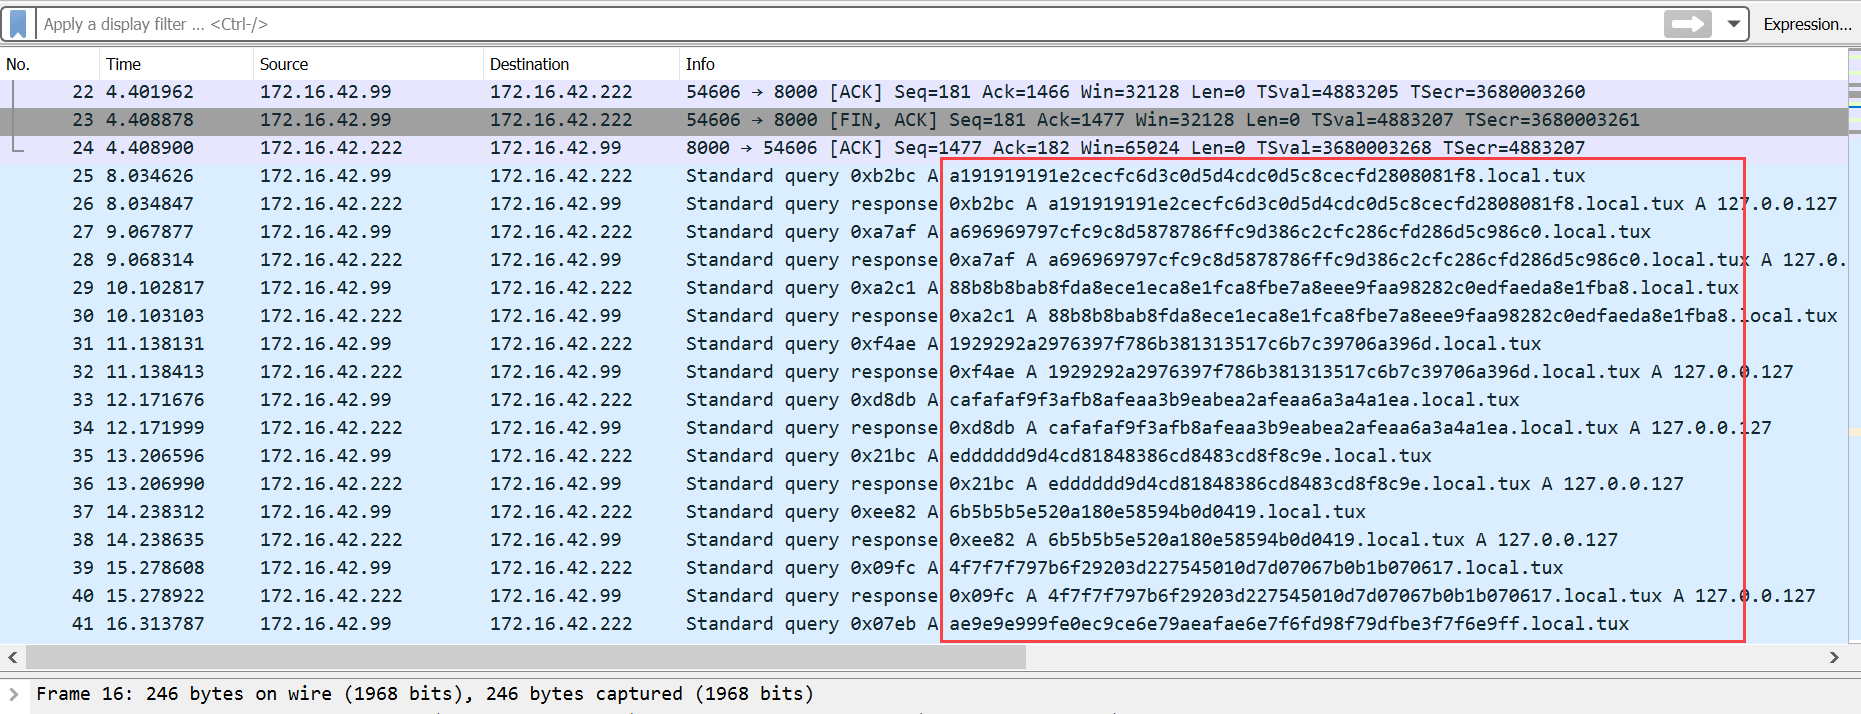 Apply a display filter ... <Ctrl-/>
Expression...
No. Time Source Destination Info
22 4.401962 172.16.42.99 172.16.42.222 54606 → 8000 [ACK] Seq=181 Ack=1466 Win=32128 Len=0 TSval=4883205 TSecr=3680003260
23 4.408878 172.16.42.99 172.16.42.222 54606 → 8000 [FIN, ACK] Seq=181 Ack=1477 Win=32128 Len=0 TSval=4883207 TSecr=3680003261
24 4.408900 172.16.42.222 172.16.42.99 8000 → 54606 [ACK] Seq=1477 Ack=182 Win=65024 Len=0 TSval=3680003268 TSecr=4883207
25 8.034626 172.16.42.99 172.16.42.222 Standard query 0xb2bc A a191919191e2cecfc6d3c0d5d4cdc0d5c8cecfd2808081f8.local.tux
26 8.034847 172.16.42.222 172.16.42.99 Standard query response 0xb2bc A a191919191e2cecfc6d3c0d5d4cdc0d5c8cecfd2808081f8.local.tux A 127.0.0.127
27 9.067877 172.16.42.99 172.16.42.222 Standard query 0xa7af A a696969797cfc9c8d5878786ffc9d386c2cfc286cfd286d5c986c0.local.tux
28 9.068314 172.16.42.222 172.16.42.99 Standard query response 0xa7af A a696969797cfc9c8d5878786ffc9d386c2cfc286cfd286d5c986c0.local.tux A 127.0.
29 10.102817 172.16.42.99 172.16.42.222 Standard query 0xa2c1 A 88b8b8bab8fda8ece1eca8e1fca8fbe7a8eee9faa98282c0edfaeda8e1fba8.local.tux
30 10.103103 172.16.42.222 172.16.42.99 Standard query response 0xa2c1 A 88b8b8bab8fda8ece1eca8e1fca8fbe7a8eee9faa98282c0edfaeda8e1fba8.local.tux
31 11.138131 172.16.42.99 172.16.42.222 Standard query 0xf4ae A 1929292a2976397f786b381313517c6b7c39706a396d.local.tux
32 11.138413 172.16.42.222 172.16.42.99 Standard query response 0xf4ae A 1929292a2976397f786b381313517c6b7c39706a396d.local.tux A 127.0.0.127
33 12.171676 172.16.42.99 172.16.42.222 Standard query 0xd8db A cafafaf9f3afb8afeaa3b9eabea2afeaa6a3a4a1ea.local.tux
34 12.171999 172.16.42.222 172.16.42.99 Standard query response 0xd8db A cafafaf9f3afb8afeaa3b9eabea2afeaa6a3a4a1ea.local.tux A 127.0.0.127
35 13.206596 172.16.42.99 172.16.42.222 Standard query 0x21bc A edddddd9d4cd81848386cd8483cd8f8c9e.local.tux
36 13.206990 172.16.42.222 172.16.42.99 Standard query response 0x21bc A edddddd9d4cd81848386cd8483cd8f8c9e.local.tux A 127.0.0.127
37 14.238312 172.16.42.99 172.16.42.222 Standard query 0xee82 A 6b5b5b5e520a180e58594b0d0419.local.tux
38 14.238635 172.16.42.222 172.16.42.99 Standard query response 0xee82 A 6b5b5b5e520a180e58594b0d0419.local.tux A 127.0.0.127
39 15.278608 172.16.42.99 172.16.42.222 Standard query 0x09fc A 4f7f7f797b6f29203d227545010d7d07067b0b1b070617.local.tux
40 15.278922 172.16.42.222 172.16.42.99 Standard query response 0x09fc A 4f7f7f797b6f29203d227545010d7d07067b0b1b070617.local.tux A 127.0.0.127
41 16.313787 172.16.42.99 172.16.42.222 Standard query 0x07eb A ae9e9e999fe0ec9ce6e79aeafae6e7f6fd98f79dfbe3f7f6e9ff.local.tux
Frame 16: 246 bytes on wire (1968 bits), 246 bytes captured (1968 bits)